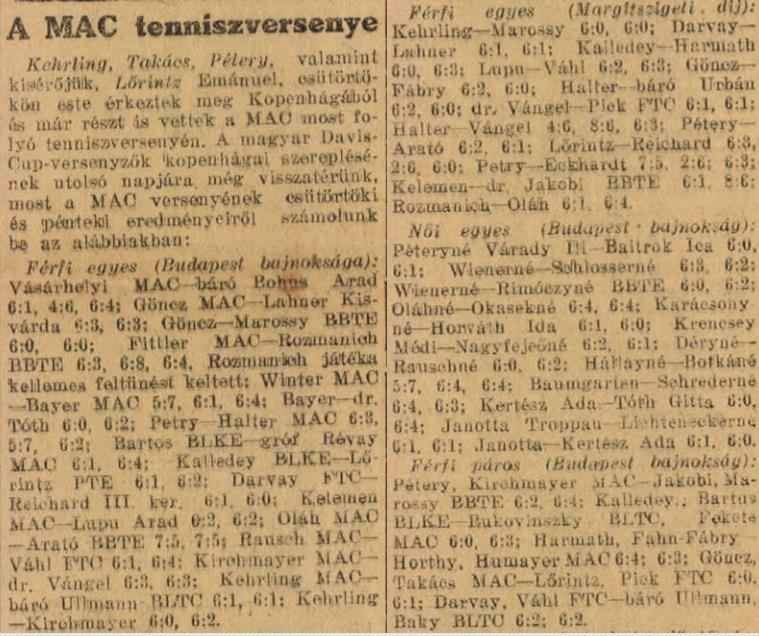 A MAC tenniszversenye
Kehrling, Takács, Pétery, valamint
kisérőjük, Lőrintz Emánuel, csütörtö-
kön este érkeztek meg Kopenhágából
és már részt is vettek a MAC most fo-
lyó tenniszversenyén. A magyar Davis-
Cup-versenyzők kopenhágai szereplésé-
nek utolsó napjára még visszatérünk,
most a MAC versenyének csütörtöki
és pénteki eredményeiről számolunk
be az alábbiakban:
Férfi egyes (Budapest bajnoksága):
Vásárhelyi MAC—báró Bohus Arad
6:1, 4:6, 6:4; Göncz MAC—Lahner Kis-
várda 6:3, 6:3; Göncz—Marossy BBTE
6:0, 6:0; Fittler MAC—Rozmanich
BBTE 6:3, 6:8, 6:4, Rozmanich játéka
kellemes feltünést keltett; Winter MAC
—Bayer MAC 5:7, 6:1, 6:4; Bayer—dr.
Tóth 6:0, 6:2; Petry—Halter MAC 6:3,
5:7, 6:2; Bartos BLKE—gróf Révay
MAC 6:1, 6:4; Kalledey BLKE—Lő-
rintz PTE 6:1, 6:2; Darvay FTC—
Reichard III. ker. 6:1, 6:0; Kelemen
MAC—Lupu Arad 6:2, 6:2; Oláh MAC
—Arató BBTE 7:5, 7:5; Rausch MAC—
Váhl FTC 6:1, 6:4; Kirchmayer MAC—
dr. Vángel 6:3, 6:3; Kehrling MAC—
báró Ullmann BLTC 6:1, 6:1; Kehrling
—Kirchmayer 6:0, 6:2.
Férfi egyes (Margitszigeti díj):
Kehrling—Marossy 6:0, 6:0; Darvay—
Lahner 6:1, 6:1; Kalledey—Harmath
6:0, 6:3; Lupu—Váhl 6:2, 6:3; Göncz—
Fábry 6:2, 6:0; Halter—báró Urbán
6:2, 6:0; dr. Vángel—Pick FTC 6:1, 6:1;
Halter—Vángel 4:6, 8:6, 6:3; Pétery—
Arató 6:2, 6:1; Lőrintz—Reichard 6:3,
2:6, 6:0; Petry—Eckhardt 7:5, 2:6; 6:3;
Kelemen—dr. Jakobi BBTE 6:1, 8:6;
Rozmanich—Oláh 6:1, 6:4.
Női egyes (Budapest bajnokság):
Péteryné Várady Ili—Baitrok Ica 6:0,
6:1; Wienerné—Schlosserné 6:3, 6:2;
Wienerné—Rimóczyné BBTE 6:0, 6:2;
Oláhné—Okasekné 6:4, 6:4; Karácsony-
né—Horváth Ida 6:1, 6:0; Krencsey
Médi—Nagyfejeőné 6:2, 6:1; Déryné—
Rauschné 6:0, 6:2; Hállayné—Botkáné
5:7, 6:4, 6:4; Baumgarten—Schrederné
6:4, 6:3; Kertész Ada—Tóth Gitta 6:0,
6:4; Janotta Troppau—Lichteneckerné
6:1, 6:1; Janotta—Kertész Ada 6:1, 6:0.
Férfi páros (Budapest bajnokság):
Pétery, Kirchmayer MAC—Jakobi, Ma-
rossy BBTE 6:2, 6:4; Kalledey, Bartus
BLKE—Bukovinszky BLTC, Fekete
MAC 6:0, 6:3; Harmath, Fahn—Fábry
Horthy, Humayer MAC 6:4; 6:3; Göncz,
Takács MAC—Lőrintz, Pick FTC 6:0,
6:1; Darvay, Váhl FTC—báró Ullmann,
Baky BLTC 6:2; 6:2.